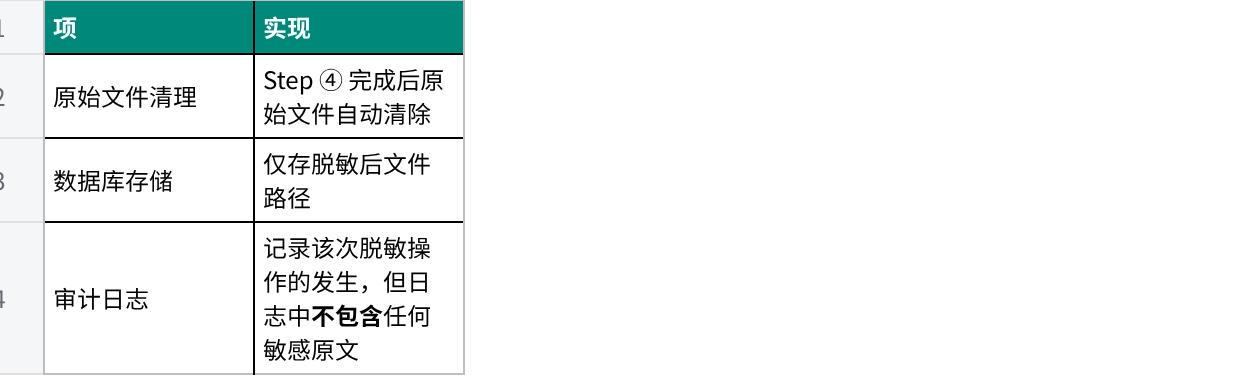 1
项
实现
2
原始文件清理
Step ④ 完成后原
始文件自动清除
3
数据库存储
仅存脱敏后文件
路径
4
审计日志
记录该次脱敏操
作的发生，但日
志中不包含任何
敏感原文